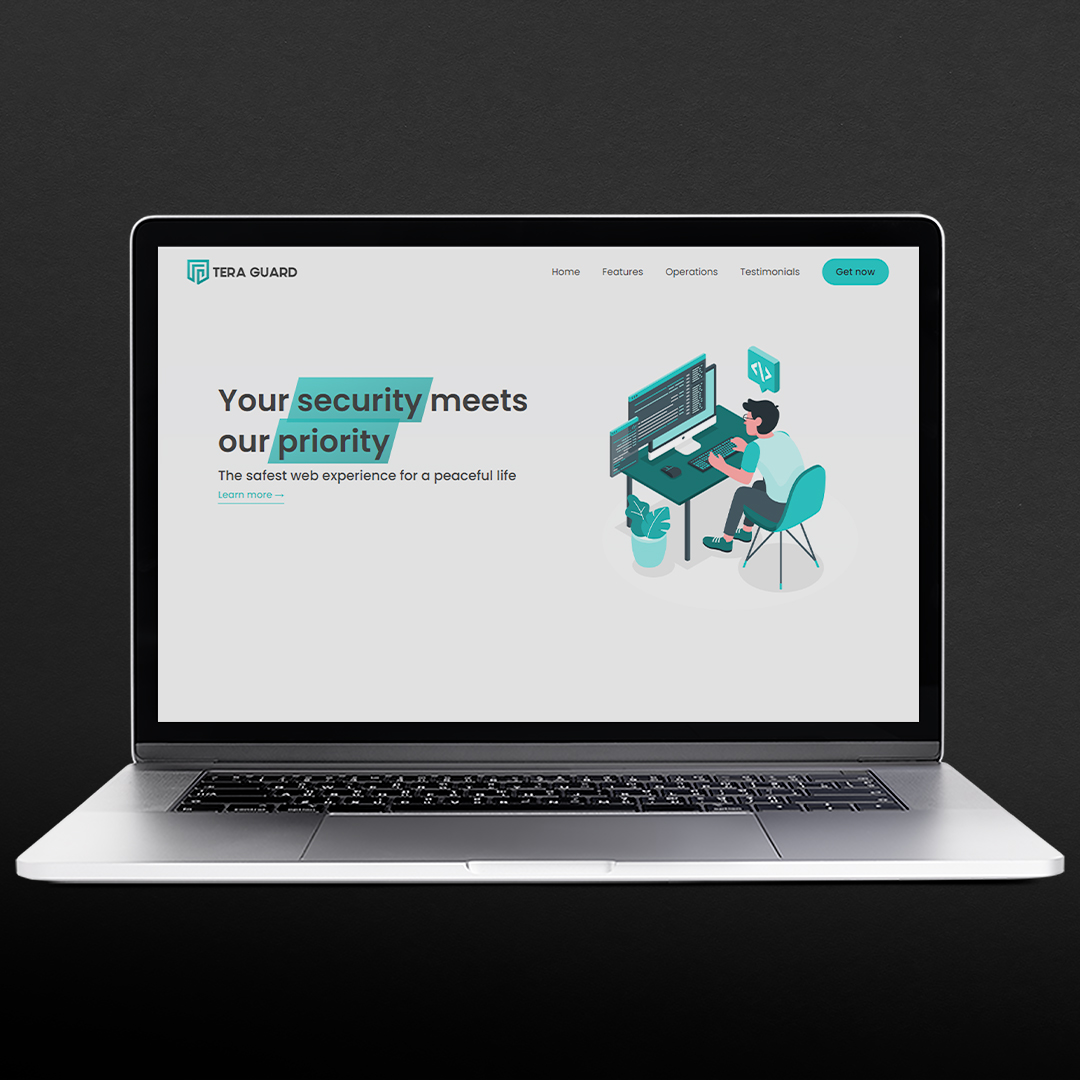 TERA GUARD
Home Features Operations Testimonials Get now
Your security meets
our priority
The safest web experience for a peaceful life
Learn more →